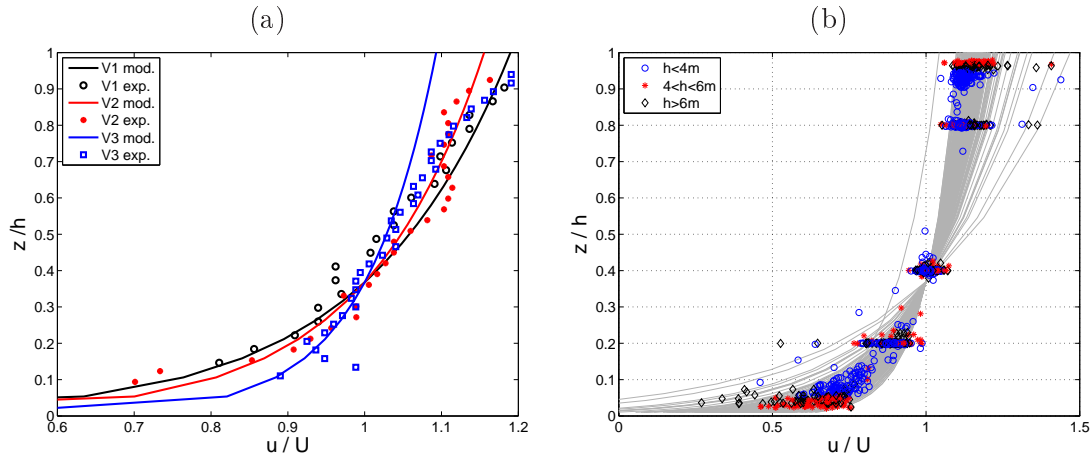 (a)
(b)
1
0.9
0.8
0.7
0.6
0.5
0.4
0.3
0.2
0.1
0
z/h
V1 mod.
V1 exp.
V2 mod.
V2 exp.
V3 mod.
V3 exp.
0.6
0.7
0.8
0.9
1
1.1
1.2
u / U
1
0.9
0.8
0.7
0.6
0.5
0.4
0.3
0.2
0.1
0
z /h
h<4m
4<h<6m
h>6m
0
0.5
1
1.5
u / U